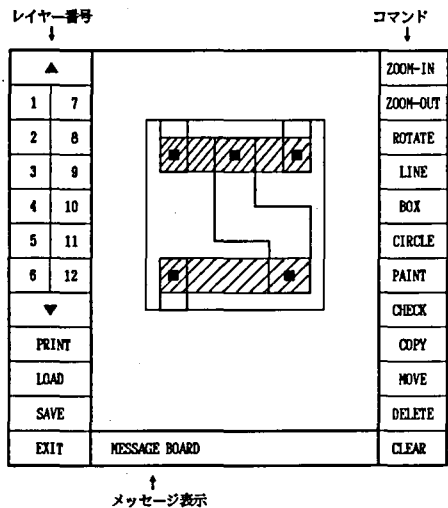 レイヤー番号
コマンド
↓
↓
▲
1 7
2 8
3 9
4 10
5 11
6 12
▼
PRINT
LOAD
SAVE
EXIT
MESSAGE BOARD
ZOOM-IN
ZOOM-OUT
ROTATE
LINE
BOX
CIRCLE
PAINT
CHECK
COPY
MOVE
DELETE
CLEAR
↑
メッセージ表示